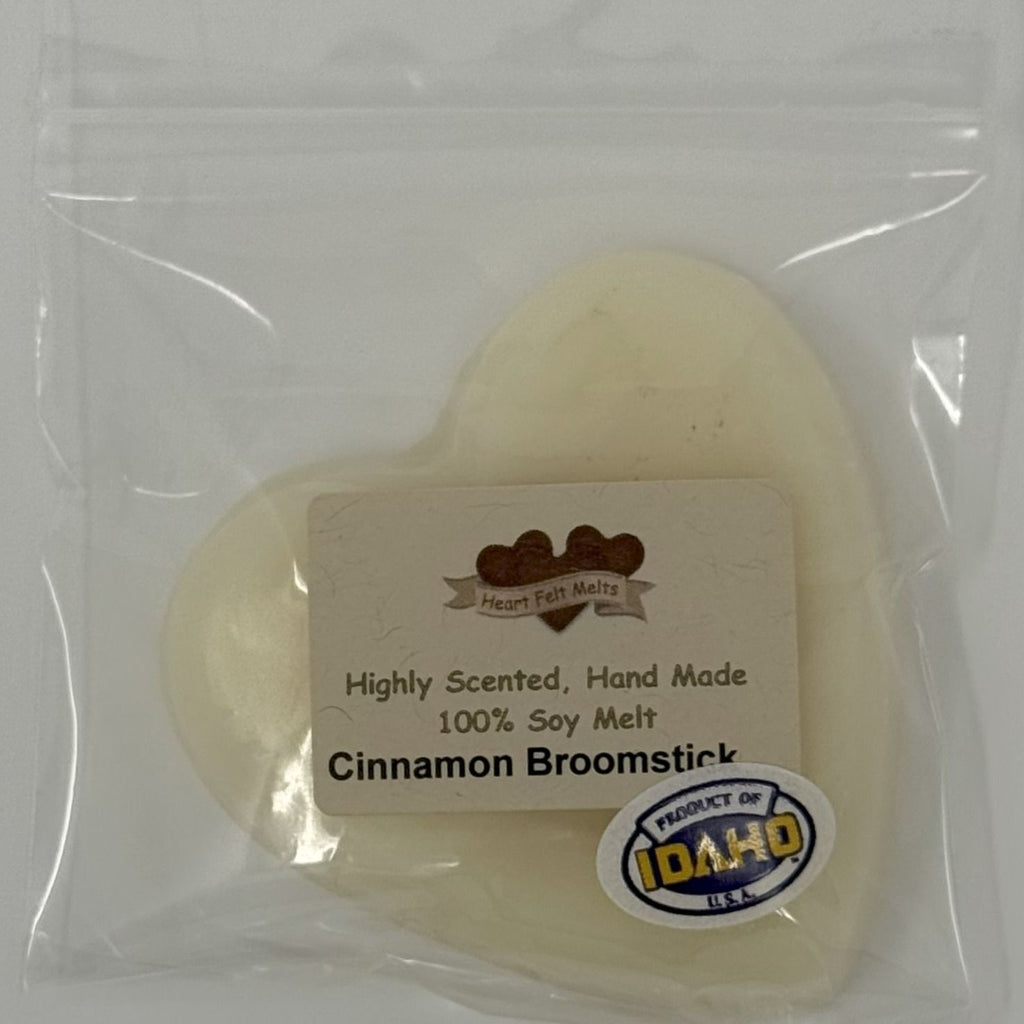 Heart Felt Melts
Highly Scented, Hand Made
100% Soy Melt
Cinnamon Broomstick
PRODUCT OF
IDAHO
U.S.A.